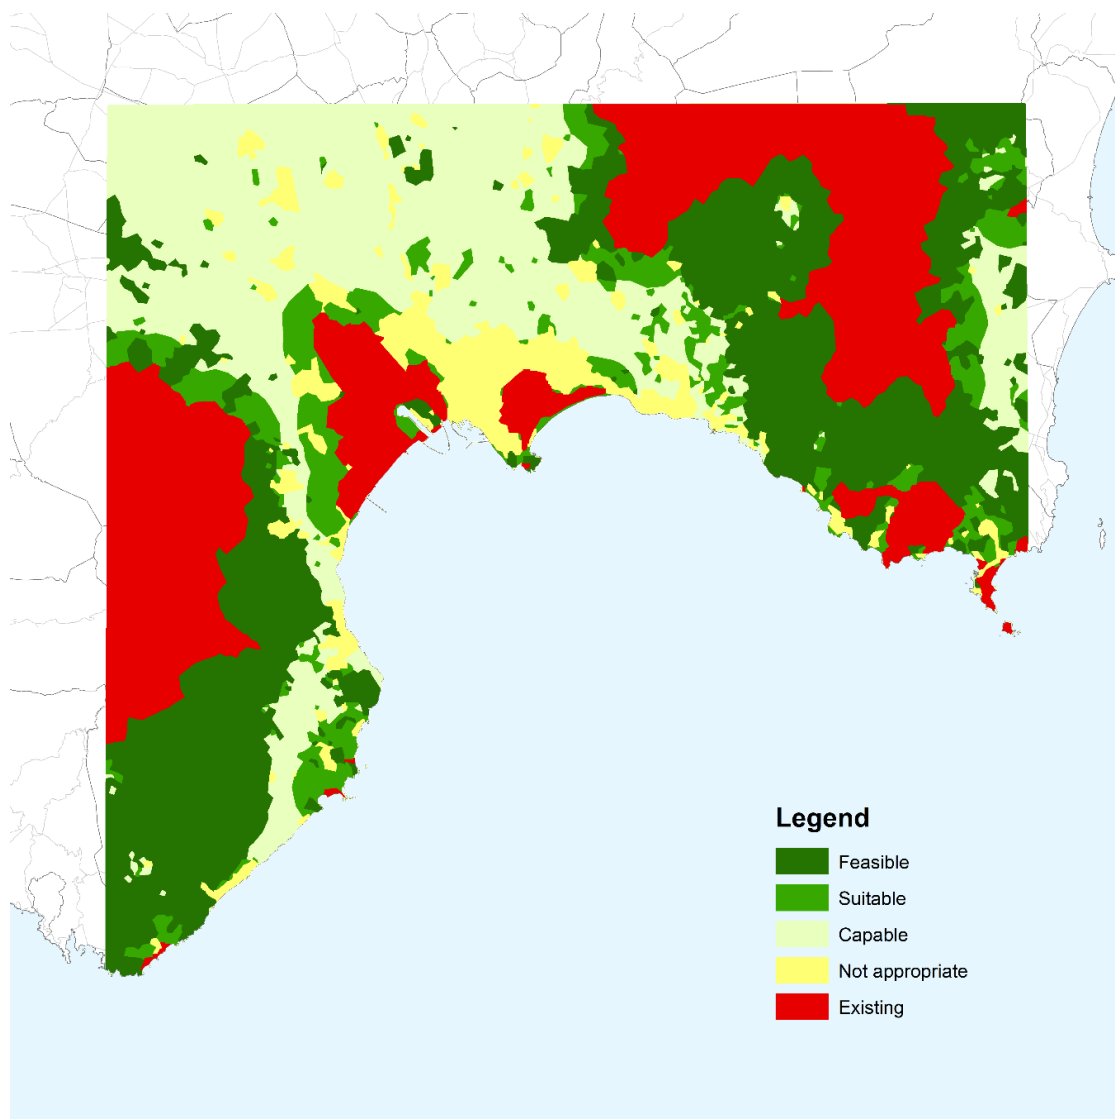 Legend
Feasible
Suitable
Capable
Not appropriate
Existing